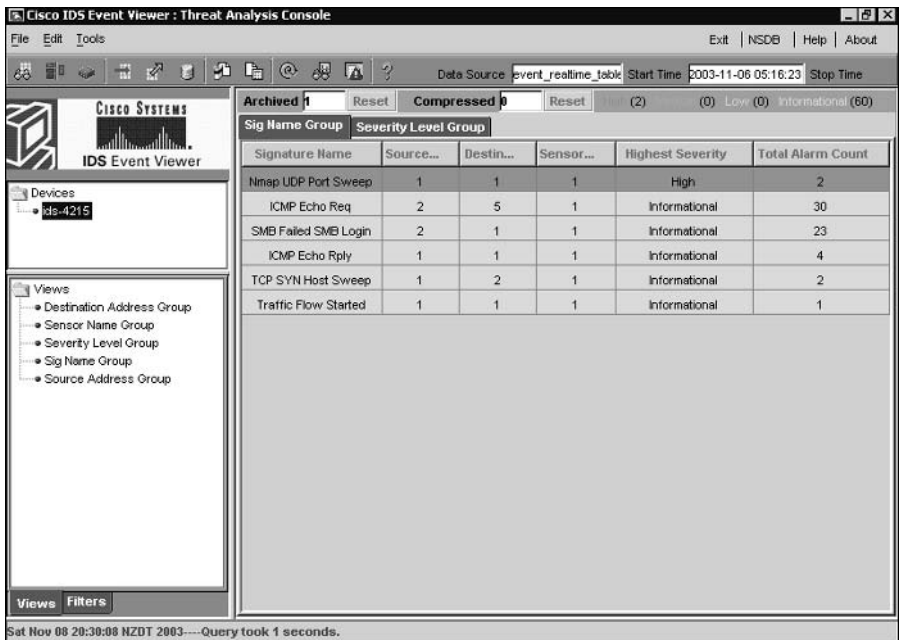 Cisco IDS Event Viewer : Threat Analysis Console
File Edit Tools
Exit | NSDB | Help | About
Data Source event_realtime_table Start Time 2003-11-06 05:16:23 Stop Time
CISCO SYSTEMS
IDS Event Viewer
Devices
ids-4215
Views
Destination Address Group
Sensor Name Group
Severity Level Group
Sig Name Group
Source Address Group
Views Filters
Archived 1 Reset Compressed 0 Reset (2) (0) Low (0) Informational (60)
Sig Name Group Severity Level Group
Signature Name Source... Destin... Sensor... Highest Severity Total Alarm Count
Nmap UDP Port Sweep 1 1 1 High 2
ICMP Echo Req 2 5 1 Informational 30
SMB Failed SMB Login 2 1 1 Informational 23
ICMP Echo Rply 1 1 1 Informational 4
TCP SYN Host Sweep 1 2 1 Informational 2
Traffic Flow Started 1 1 1 Informational 1
Sat Nov 08 20:30:08 NZDT 2003----Query took 1 seconds.